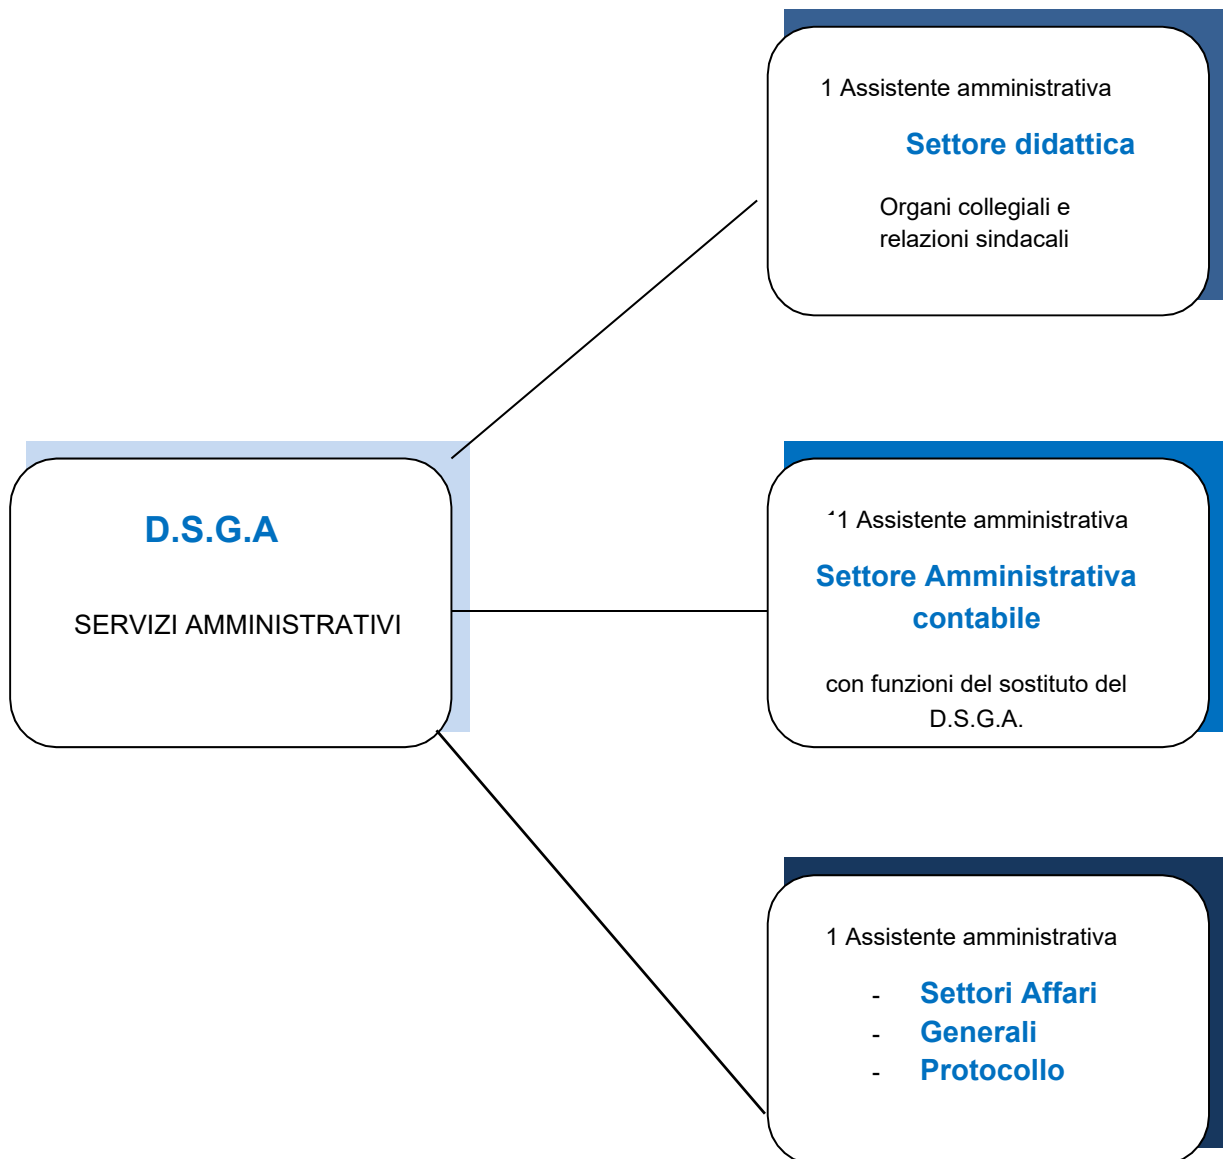 1 Assistente amministrativa
Settore didattica
Organi collegiali e
relazioni sindacali
D.S.G.A
SERVIZI AMMINISTRATIVI
1 Assistente amministrativa
Settore Amministrativa
contabile
con funzioni del sostituto del
D.S.G.A.
1 Assistente amministrativa
- Settori Affari
- Generali
- Protocollo